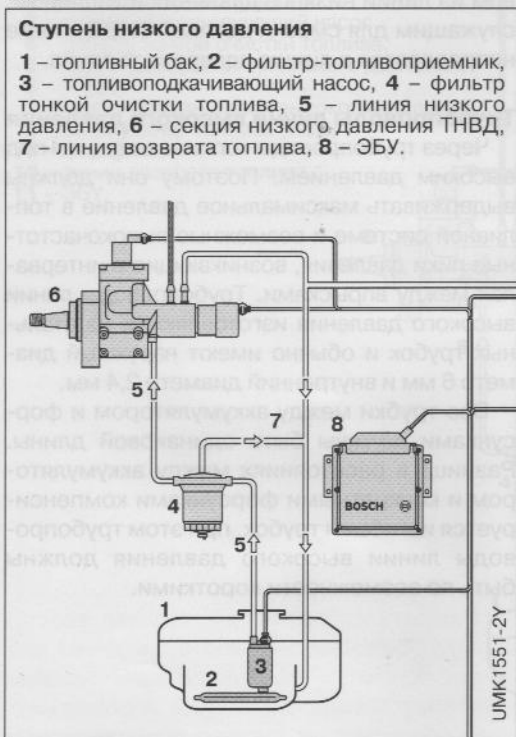 Ступень низкого давления
1 – топливный бак, 2 – фильтр-топливоприемник,
3 – топливоподкачивающий насос, 4 – фильтр
тонкой очистки топлива, 5 – линия низкого
давления, 6 – секция низкого давления ТНВД,
7 – линия возврата топлива, 8 – ЭБУ.
6
5
7
8
4
BOSCH
5
1
3
2
UMK1551-2Y